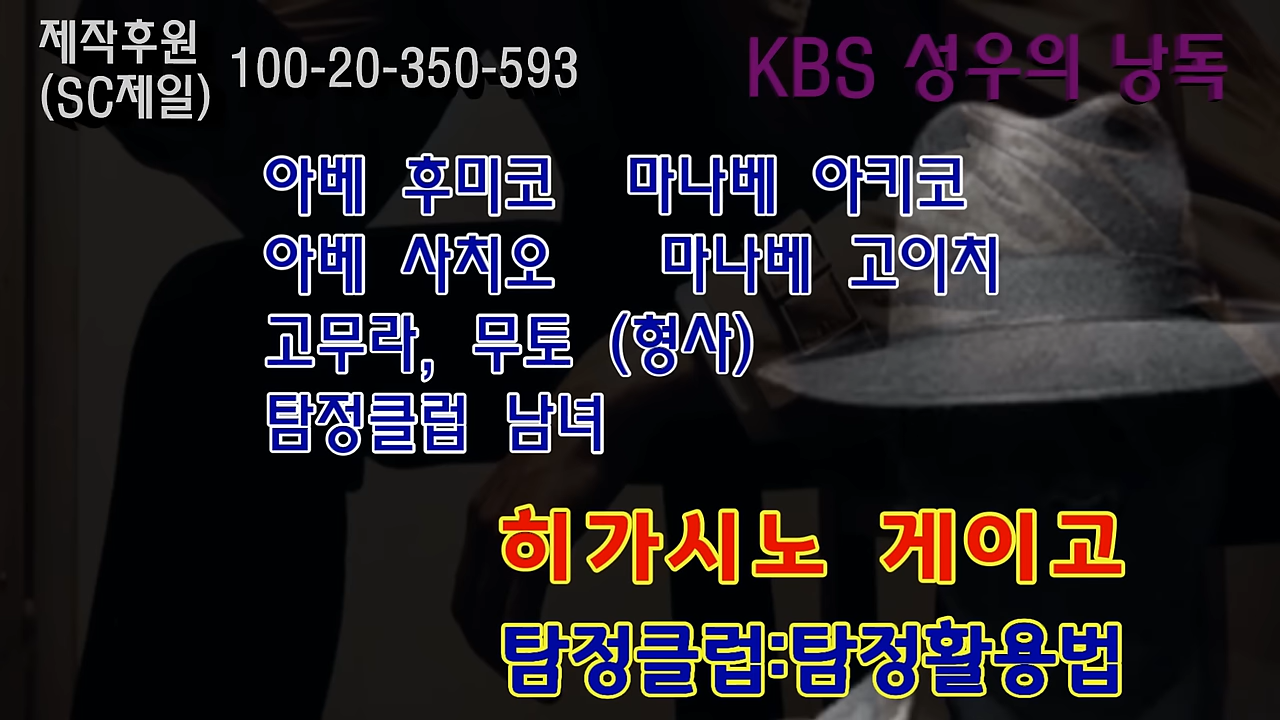 제작후원
(SC제일)
100-20-350-593
KBS 성우의 낭독
아베 후미코 마나베 아키코
아베 사치오 마나베 고이치
고무라, 무토 (형사)
탐정클럽 남녀
히가시노 게이고
탐정클럽:탐정활용법